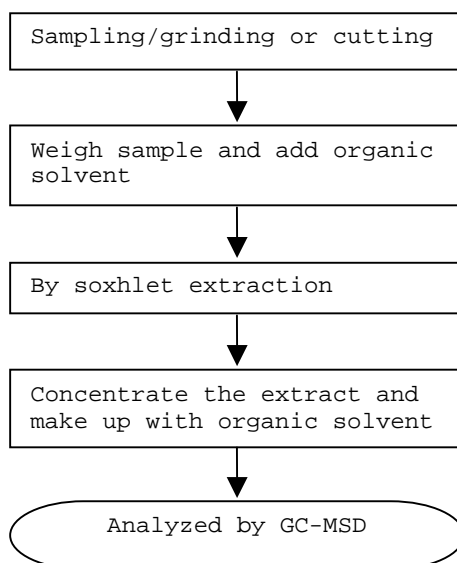 Sampling/grinding or cutting
Weigh sample and add organic
solvent
By soxhlet extraction
Concentrate the extract and
make up with organic solvent
Analyzed by GC-MSD